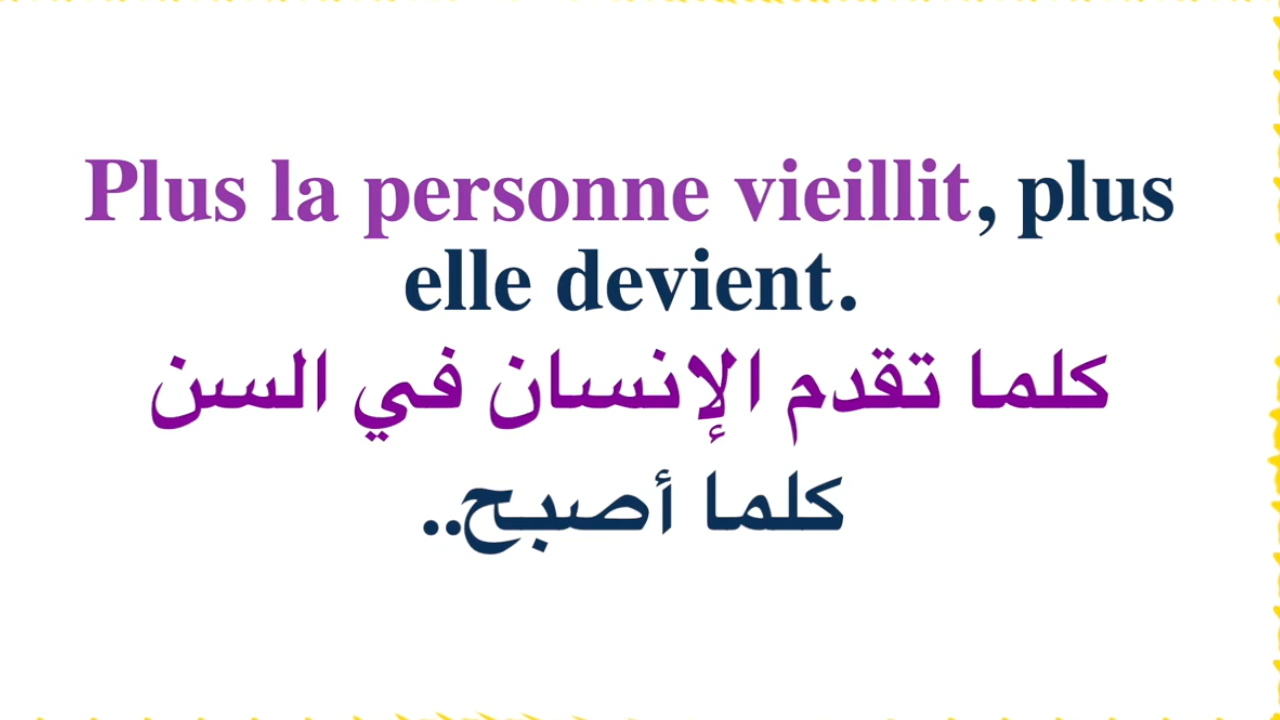 Plus la personne vieillit, plus
elle devient.
كلما تقدم الإنسان في السن
كلما أصبح..